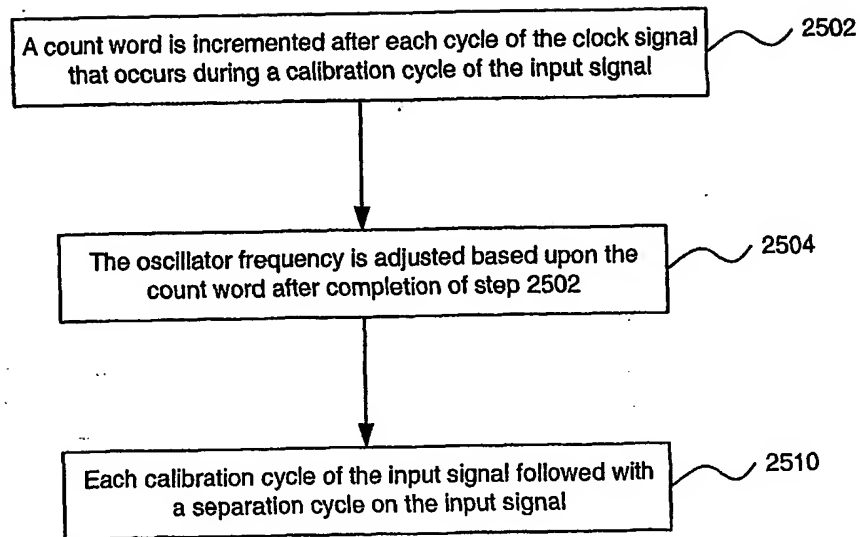 A count word is incremented after each cycle of the clock signal
that occurs during a calibration cycle of the input signal
2502
The oscillator frequency is adjusted based upon the
count word after completion of step 2502
2504
Each calibration cycle of the input signal followed with
a separation cycle on the input signal
2510